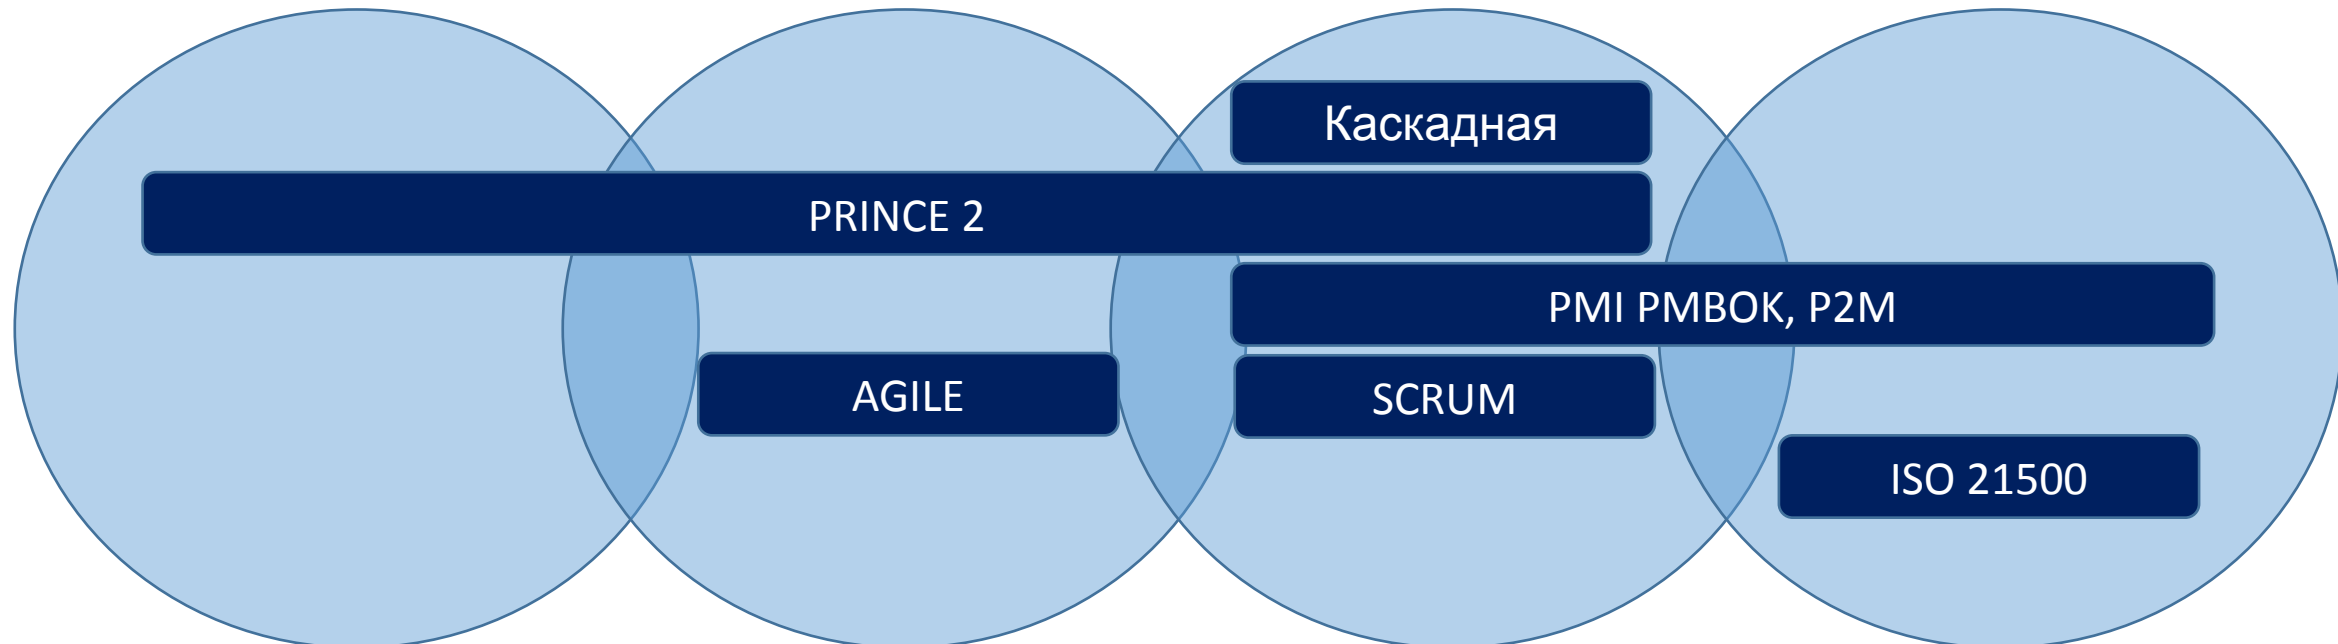 Каскадная
PRINCE 2
PMI PMBOK, P2M
AGILE
SCRUM
ISO 21500